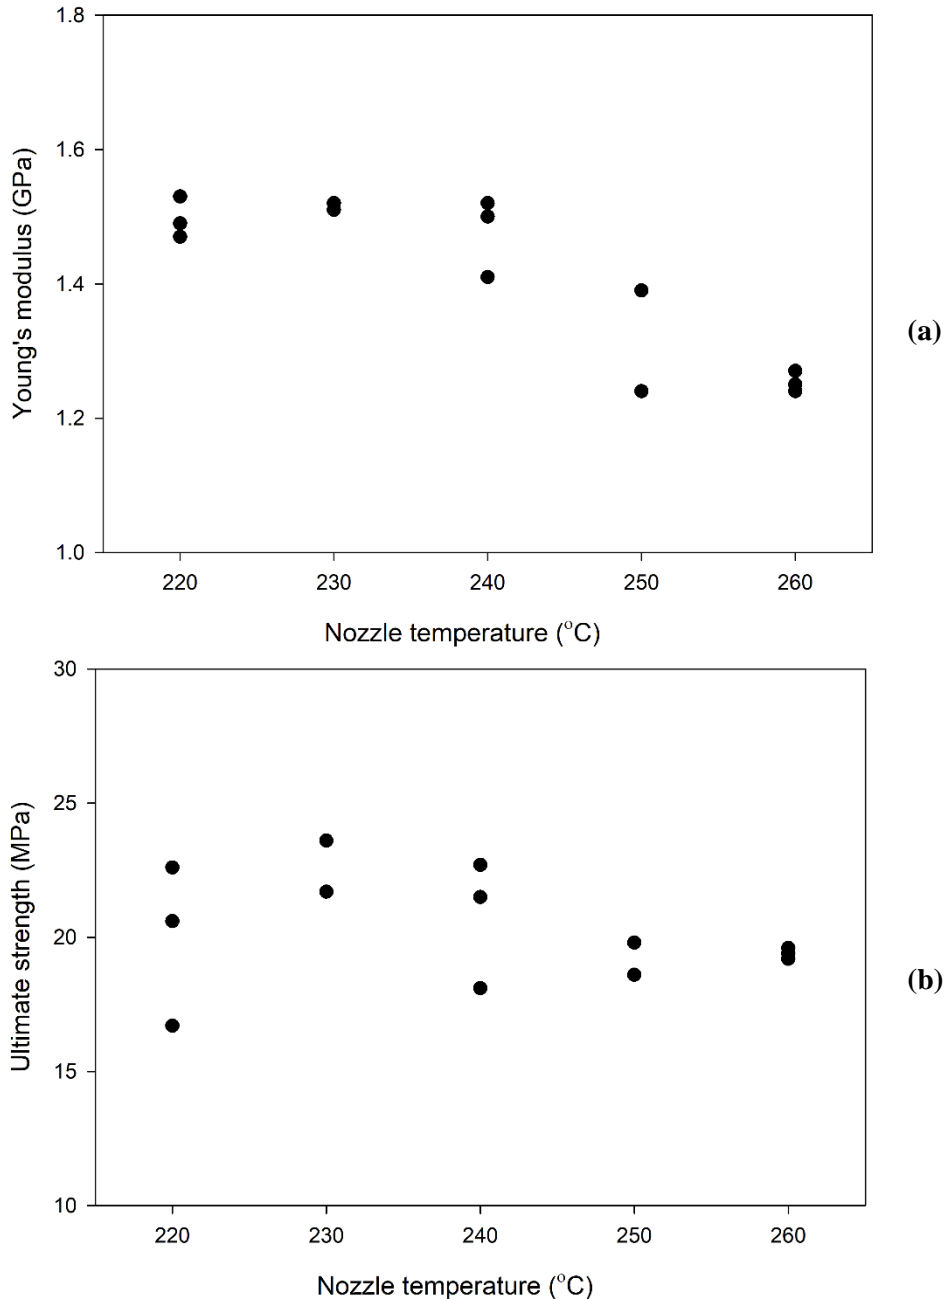 1.8
1.6
1.4
1.2
1.0
Young's modulus (GPa)
220 230 240 250 260
Nozzle temperature (°C)
(a)
30
25
20
15
10
Ultimate strength (MPa)
220 230 240 250 260
Nozzle temperature (°C)
(b)